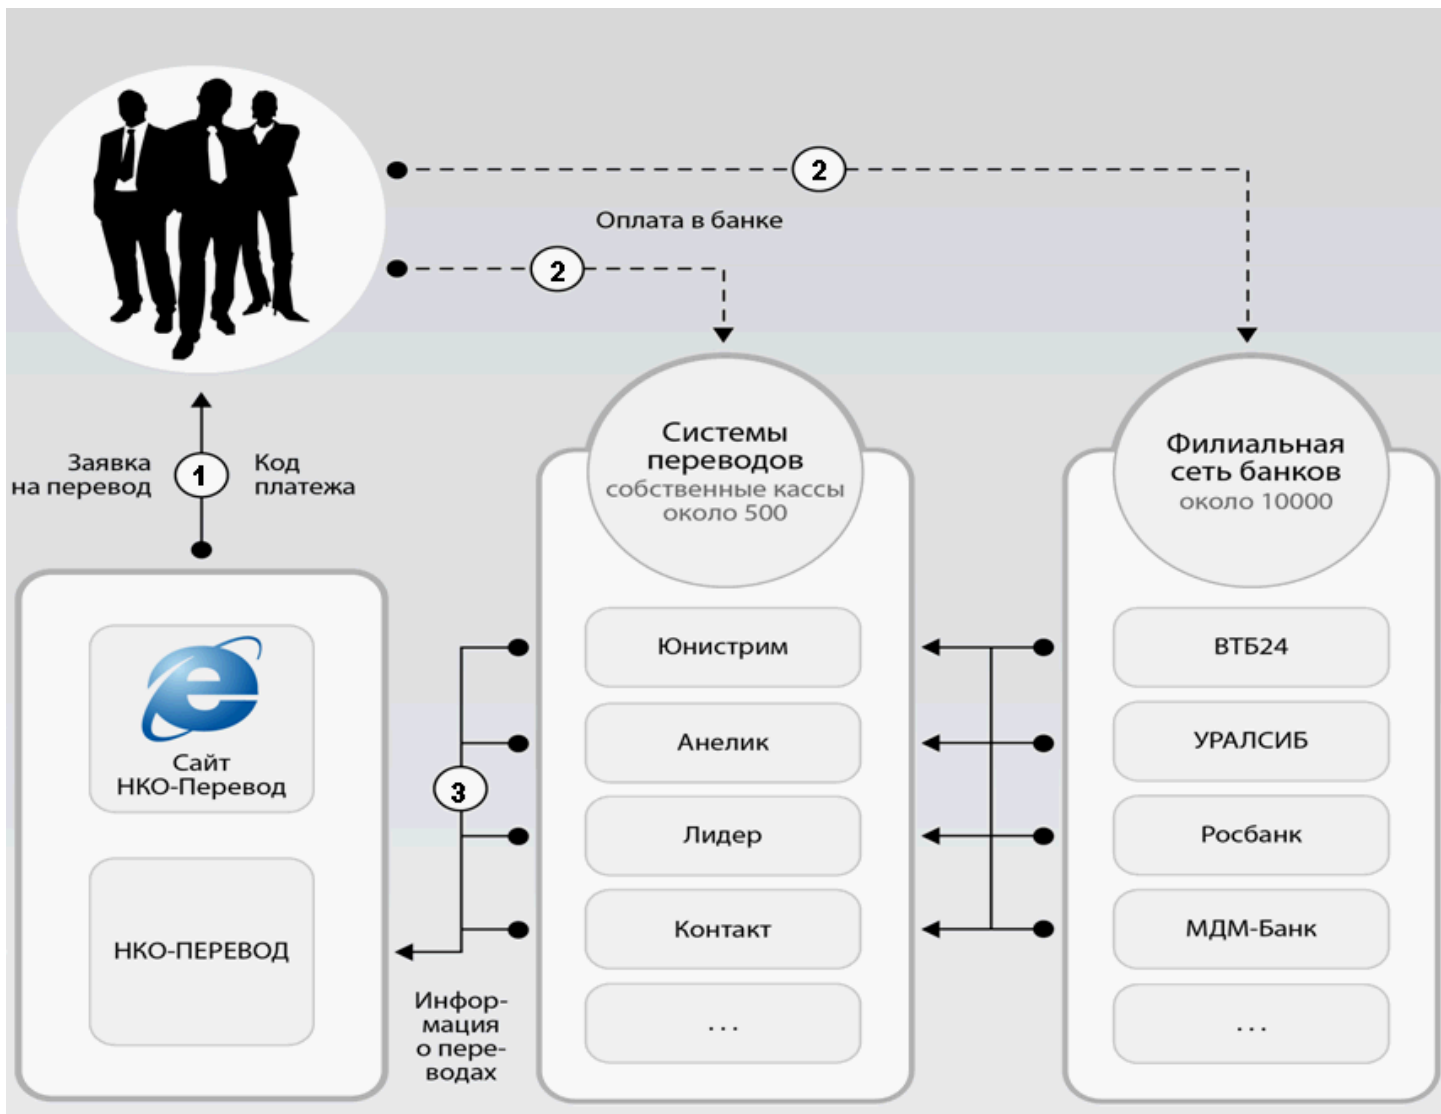 2
Оплата в банке
2
Заявка
на перевод
1
Код
платежа
Системы
переводов
собственные кассы
около 500
Филиальная
сеть банков
около 10000
Сайт
НКО-Перевод
НКО-ПЕРЕВОД
3
Инфор-
мация
о пере-
водах
Юнистрим
Анелик
Лидер
Контакт
...
ВТБ24
УРАЛСИБ
Росбанк
МДМ-Банк
...